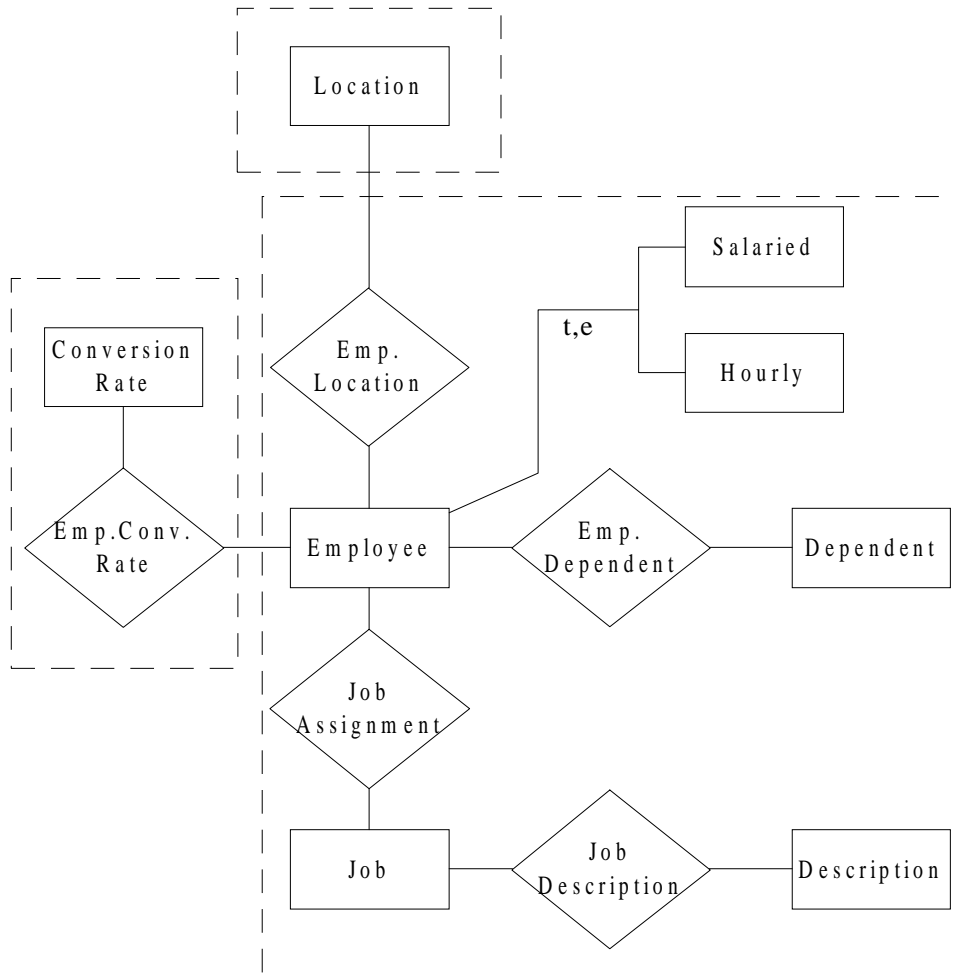 Location
Salaried
t,e
Conversion
Rate
Emp.
Location
Hourly
Emp.Conv.
Rate
Employee
Emp.
Dependent
Dependent
Job
Assignment
Job
Job
Description
Description